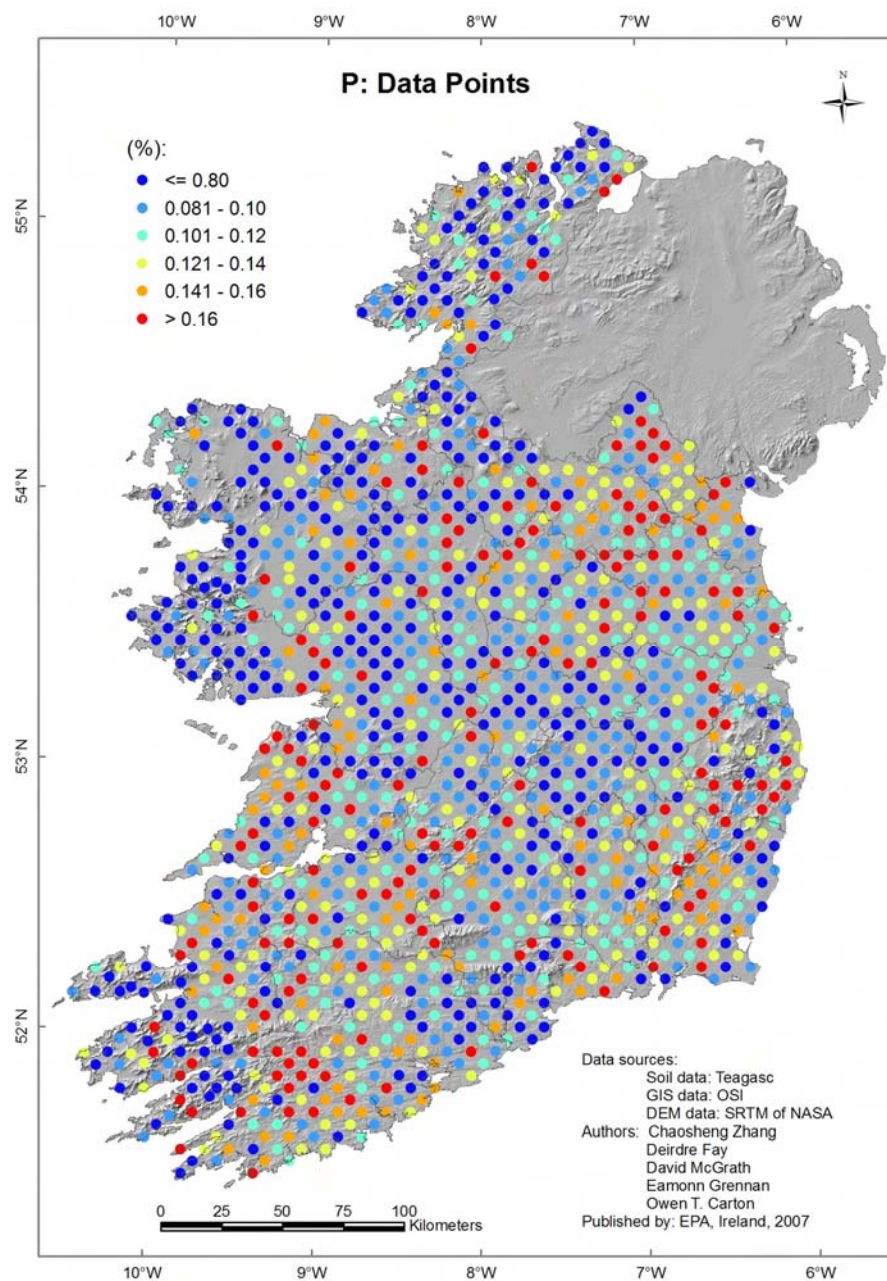 10°W 9°W 8°W 7°W 6°W
P: Data Points
N
(%):
<= 0.80
0.081 - 0.10
0.101 - 0.12
0.121 - 0.14
0.141 - 0.16
> 0.16
55°N
54°N
53°N
52°N
Data sources:
Soil data: Teagasc
GIS data: OSI
DEM data: SRTM of NASA
Authors: Chaosheng Zhang
Deirdre Fay
David McGrath
Eamonn Grennan
Owen T. Carton
Published by: EPA, Ireland, 2007
0 25 50 75 100
Kilometers
10°W 9°W 8°W 7°W 6°W